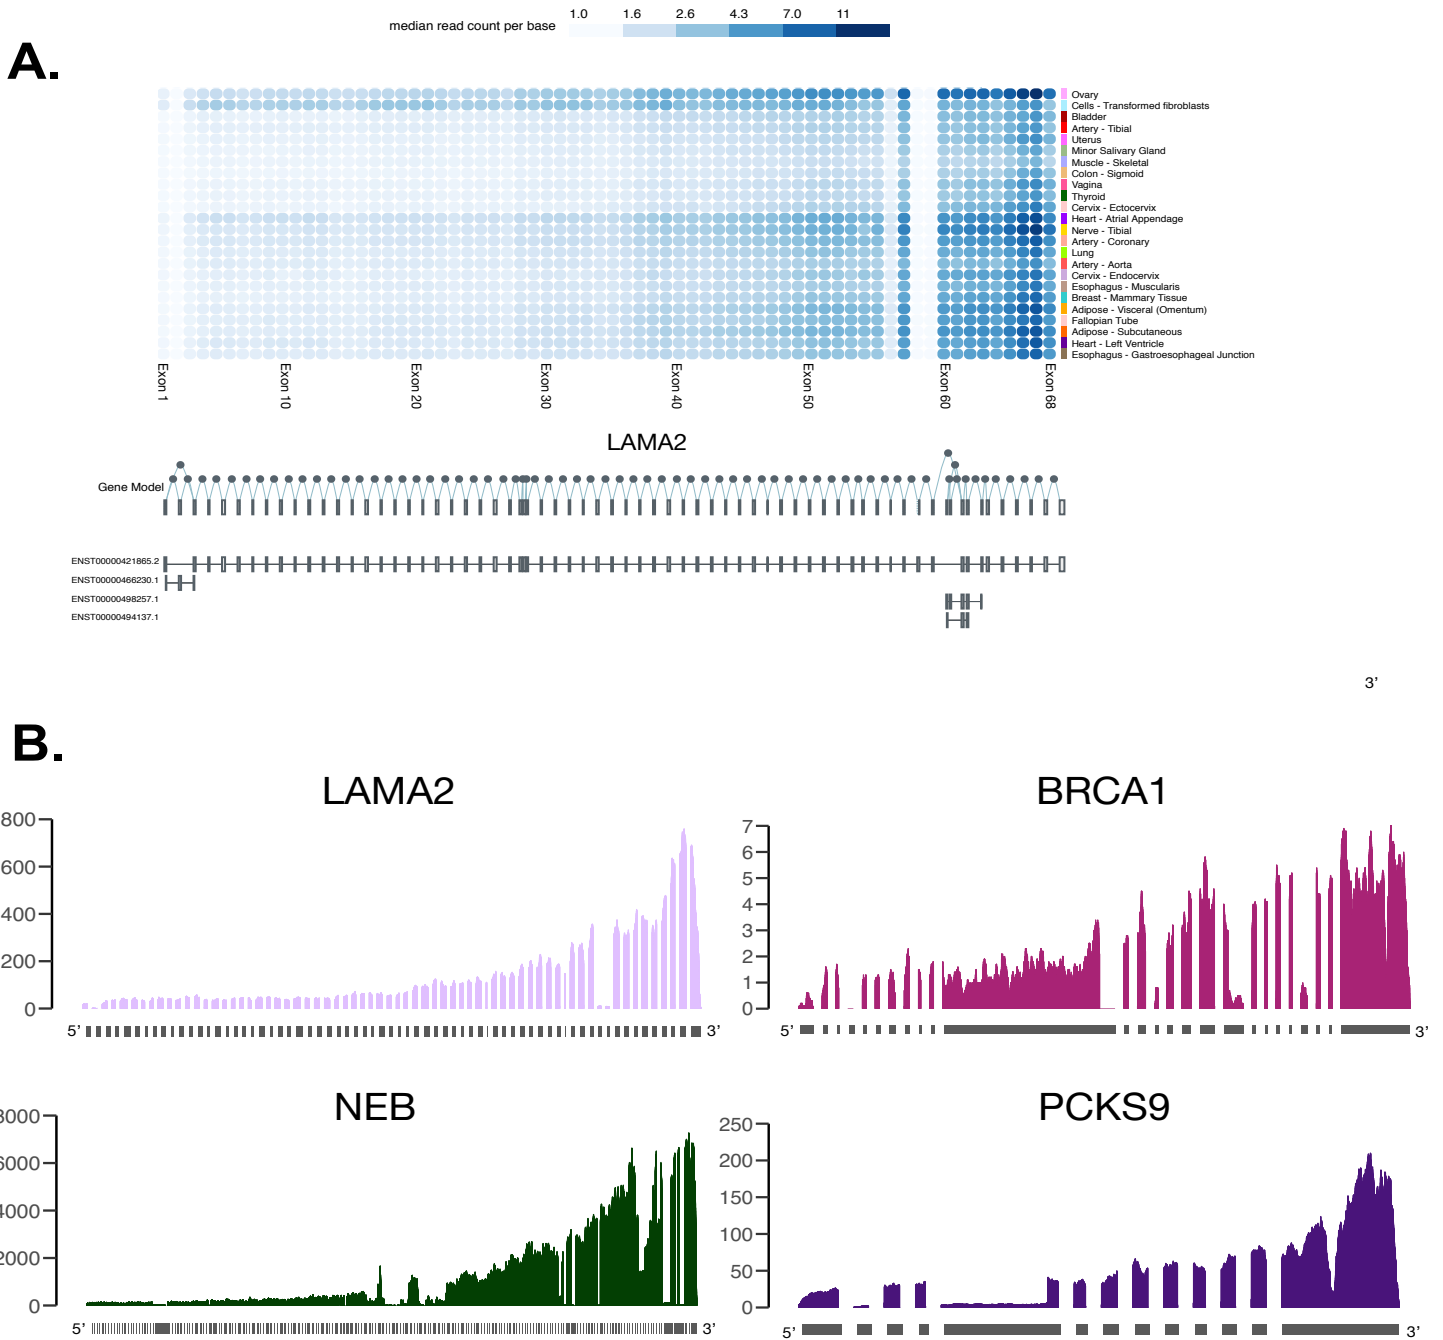 1.0 1.6 2.6 4.3 7.0 11
median read count per base
A.
Ovary
Cells - Transformed fibroblasts
Bladder
Artery - Tibial
Uterus
Minor Salivary Gland
Muscle - Skeletal
Colon - Sigmoid
Vagina
Thyroid
Cervix - Ectocervix
Heart - Atrial Appendage
Nerve - Tibial
Artery - Coronary
Lung
Artery - Aorta
Cervix - Endocervix
Esophagus - Muscularis
Breast - Mammary Tissue
Adipose - Visceral (Omentum)
Fallopian Tube
Adipose - Subcutaneous
Heart - Left Ventricle
Esophagus - Gastroesophageal Junction
Exon 1 Exon 10 Exon 20 Exon 30 Exon 40 Exon 50 Exon 60 Exon 68
LAMA2
Gene Model
ENST00000421865.2
ENST00000466230.1
ENST00000498257.1
ENST00000494137.1
3'
B.
LAMA2
800
600
400
200
0
5' 3'
BRCA1
7
6
5
4
3
2
1
0
5' 3'
NEB
8000
6000
4000
2000
0
5' 3'
PCKS9
250
200
150
100
50
0
5' 3'